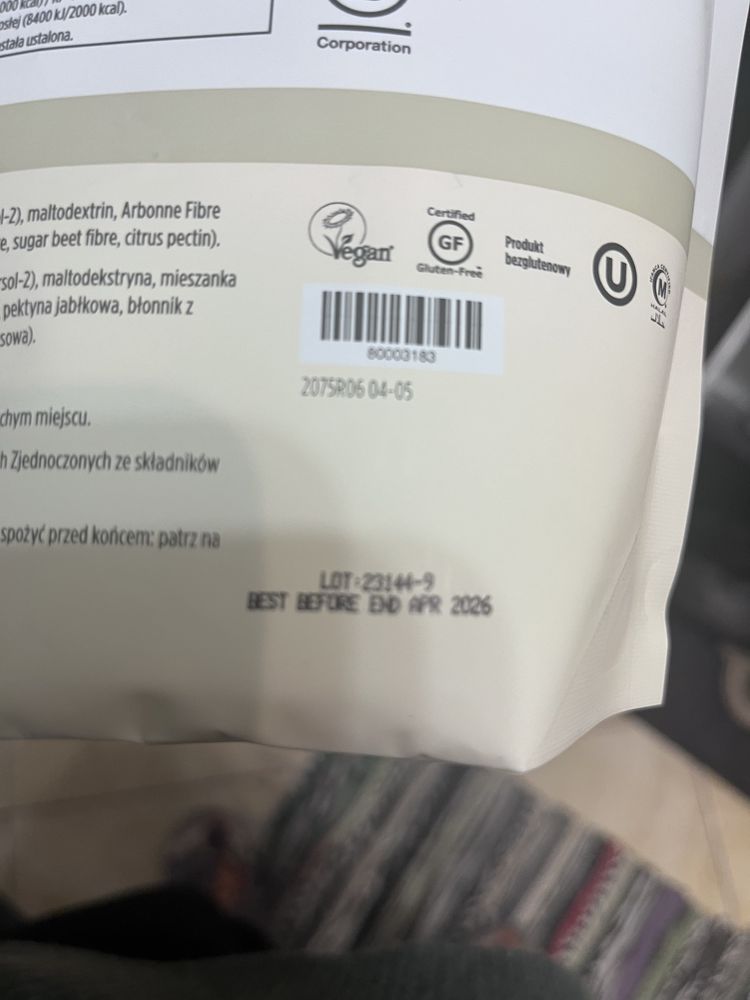 000 kcal)
(8400 kJ/2000 kcal).
stała ustalona.
Corporation
l-2), maltodextrin, Arbonne Fibre
e, sugar beet fibre, citrus pectin).
rsol-2), maltodekstryna, mieszanka
pektyna jabłkowa, błonnik z
sowa).
chym miejscu.
h Zjednoczonych ze składników
spożyć przed końcem: patrz na
Vegan
Certified
GF
Gluten-Free
Produkt
bezglutenowy
U
M
HALAL
80003183
2075R06 04-05
LOT:23144-9
BEST BEFORE END APR 2026